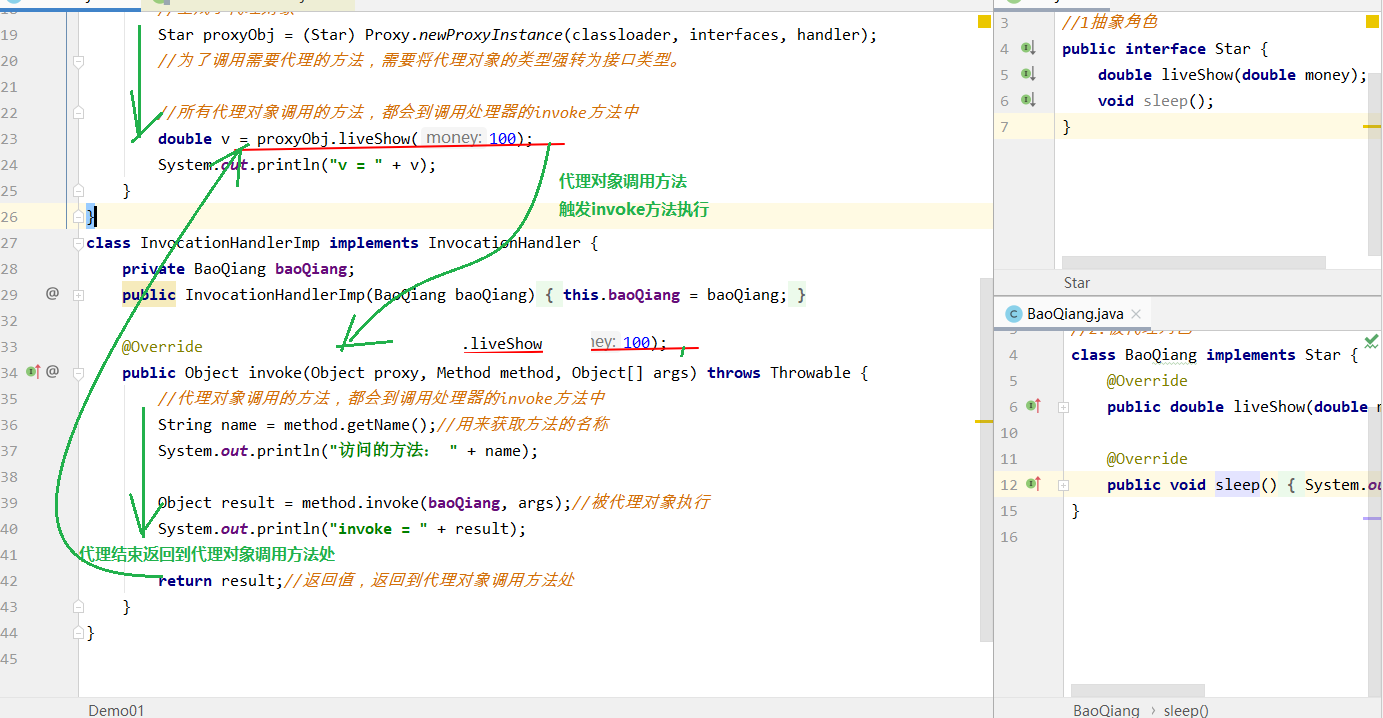 19 Star proxyObj = (Star) Proxy.newProxyInstance(classloader, interfaces, handler);
20 //为了调用需要代理的方法，需要将代理对象的类型强转为接口类型。
21
22 //所有代理对象调用的方法，都会到调用处理器的invoke方法中
23 double v = proxyObj.liveShow( money: 100);
24 System.out.println("v = " + v);
代理对象调用方法
25 }
触发invoke方法执行
26 }
27 class InvocationHandlerImp implements InvocationHandler {
28 private BaoQiang baoQiang;
29 @ public InvocationHandlerImp(BaoQiang baoQiang) { this.baoQiang = baoQiang; }
32
33 @Override .liveShow ney: 100);
34 @ public Object invoke(Object proxy, Method method, Object[] args) throws Throwable {
35 //代理对象调用的方法，都会到调用处理器的invoke方法中
36 String name = method.getName();//用来获取方法的名称
37 System.out.println("访问的方法： " + name);
38
39 Object result = method.invoke(baoQiang, args);//被代理对象执行
40 System.out.println("invoke = " + result);
41 代理结束返回到代理对象调用方法处
42 return result;//返回值，返回到代理对象调用方法处
43 }
44 }
45
Demo01
3 //1抽象角色
4 public interface Star {
5 double liveShow(double money);
6 void sleep();
7 }
Star
BaoQiang.java
4 class BaoQiang implements Star {
5 @Override
6 public double liveShow(double
10
11 @Override
12 public void sleep() { System.ou
15 }
16
BaoQiang › sleep()